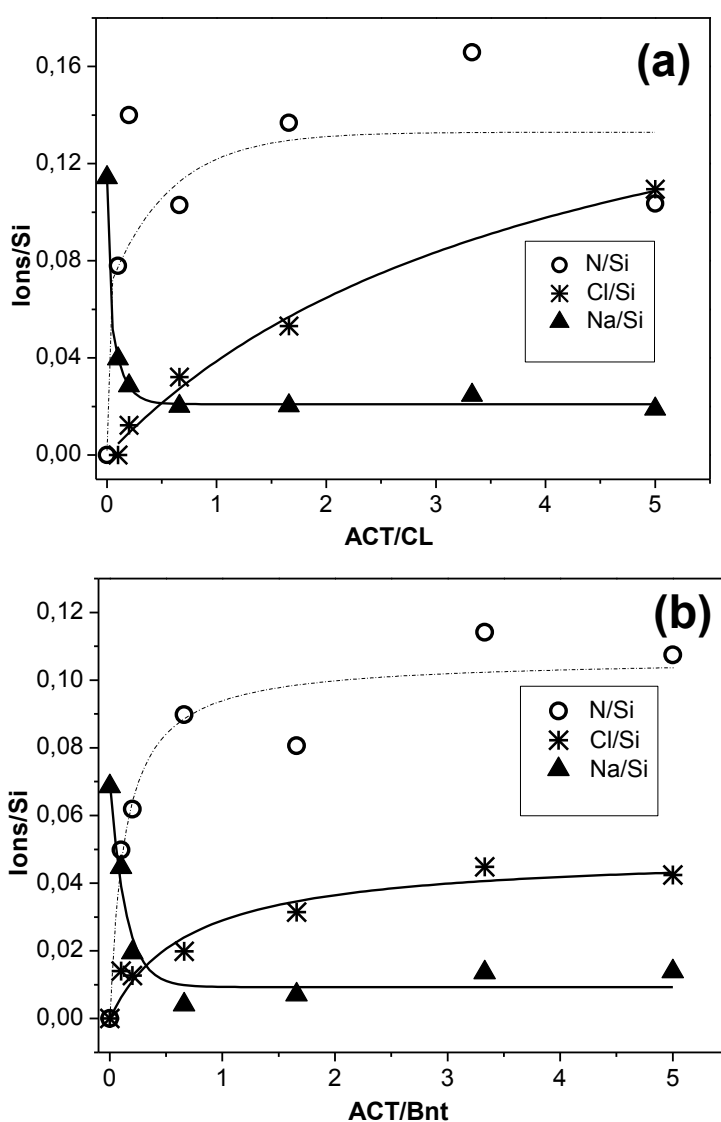 (a)
0,16
0,12
0,08
0,04
0,00
Ions/Si
N/Si
Cl/Si
Na/Si
0 1 2 3 4 5
ACT/CL
(b)
0,12
0,10
0,08
0,06
0,04
0,02
0,00
Ions/Si
N/Si
Cl/Si
Na/Si
0 1 2 3 4 5
ACT/Bnt